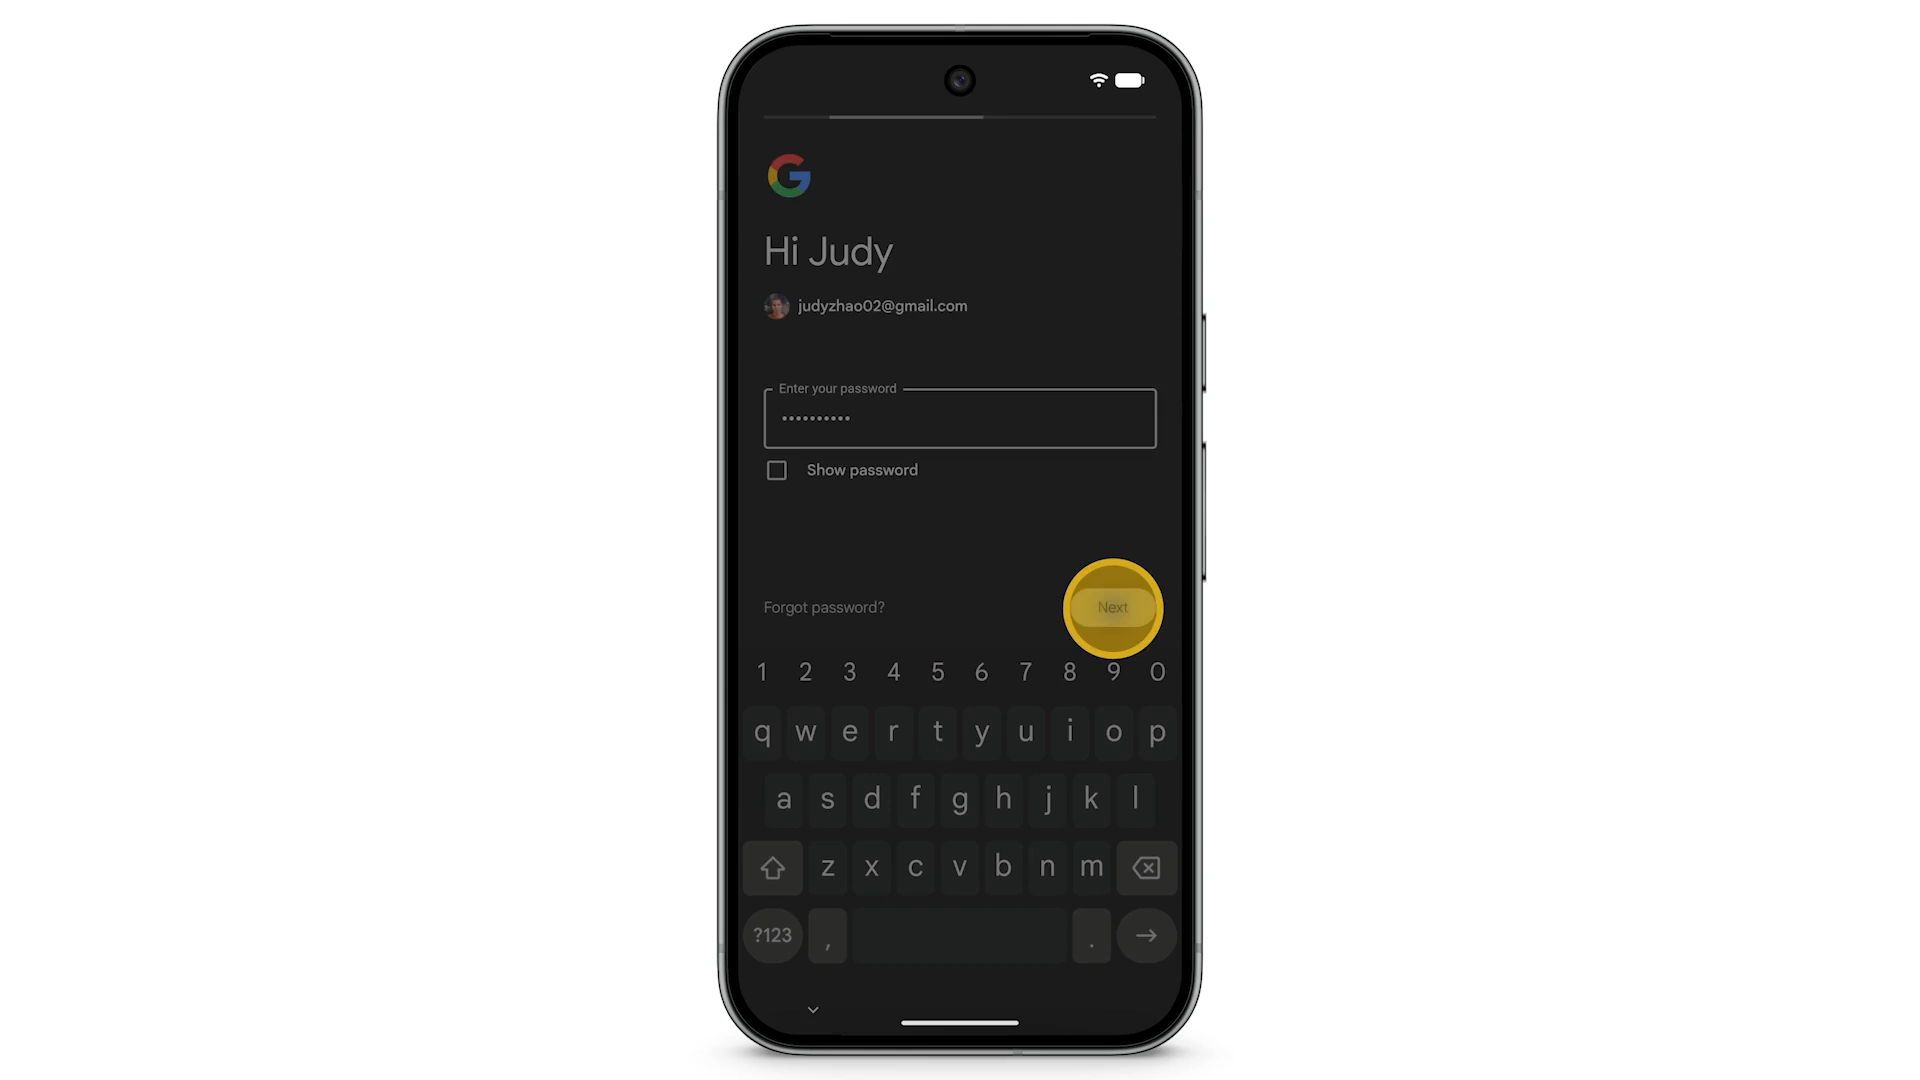 Hi Judy
judyzhao02@gmail.com
Enter your password
••••••••••
Show password
Forgot password?
Next
1 2 3 4 5 6 7 8 9 0
q w e r t y u i o p
a s d f g h j k l
z x c v b n m
?123 , .